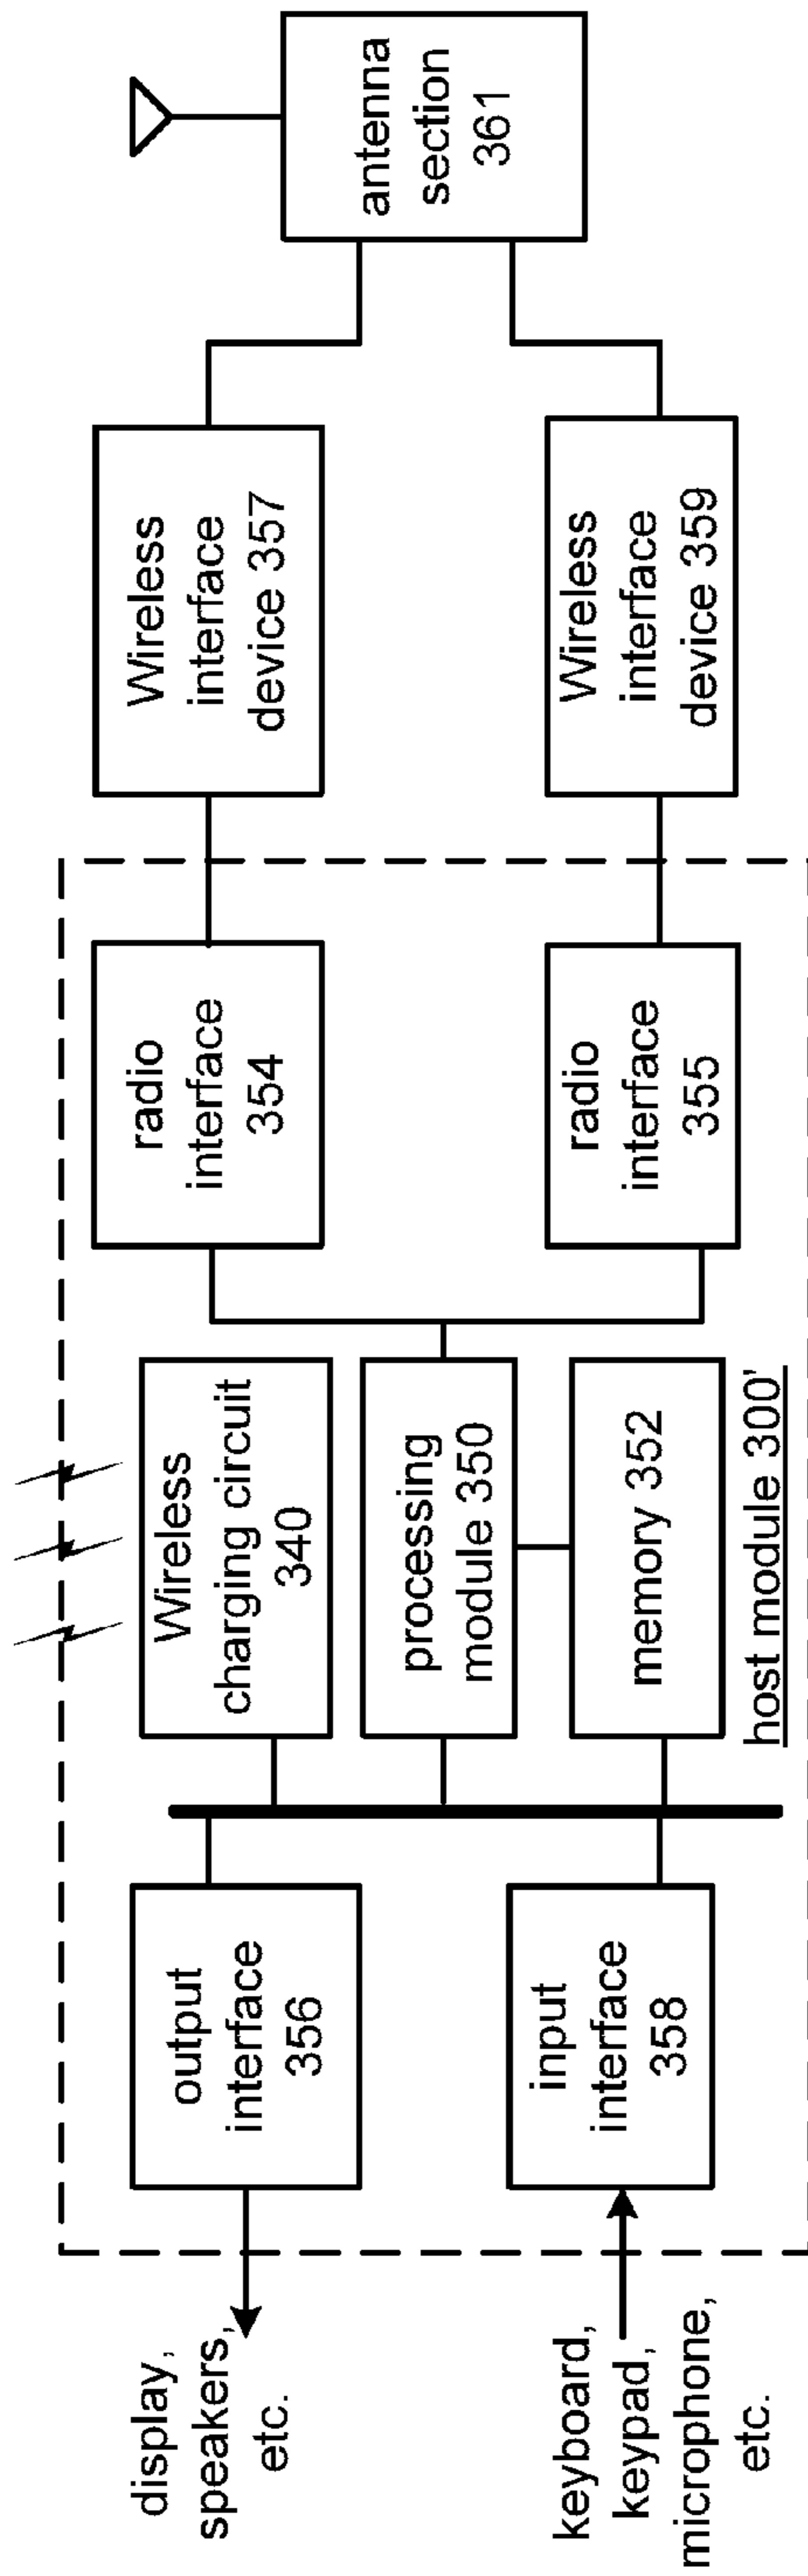 display,
speakers,
etc.
keyboard,
keypad,
microphone,
etc.
output
interface
356
input
interface
358
Wireless
charging circuit
340
processing
module 350
memory 352
host module 300'
radio
interface
354
radio
interface
355
Wireless
interface
device 357
Wireless
interface
device 359
antenna
section
361